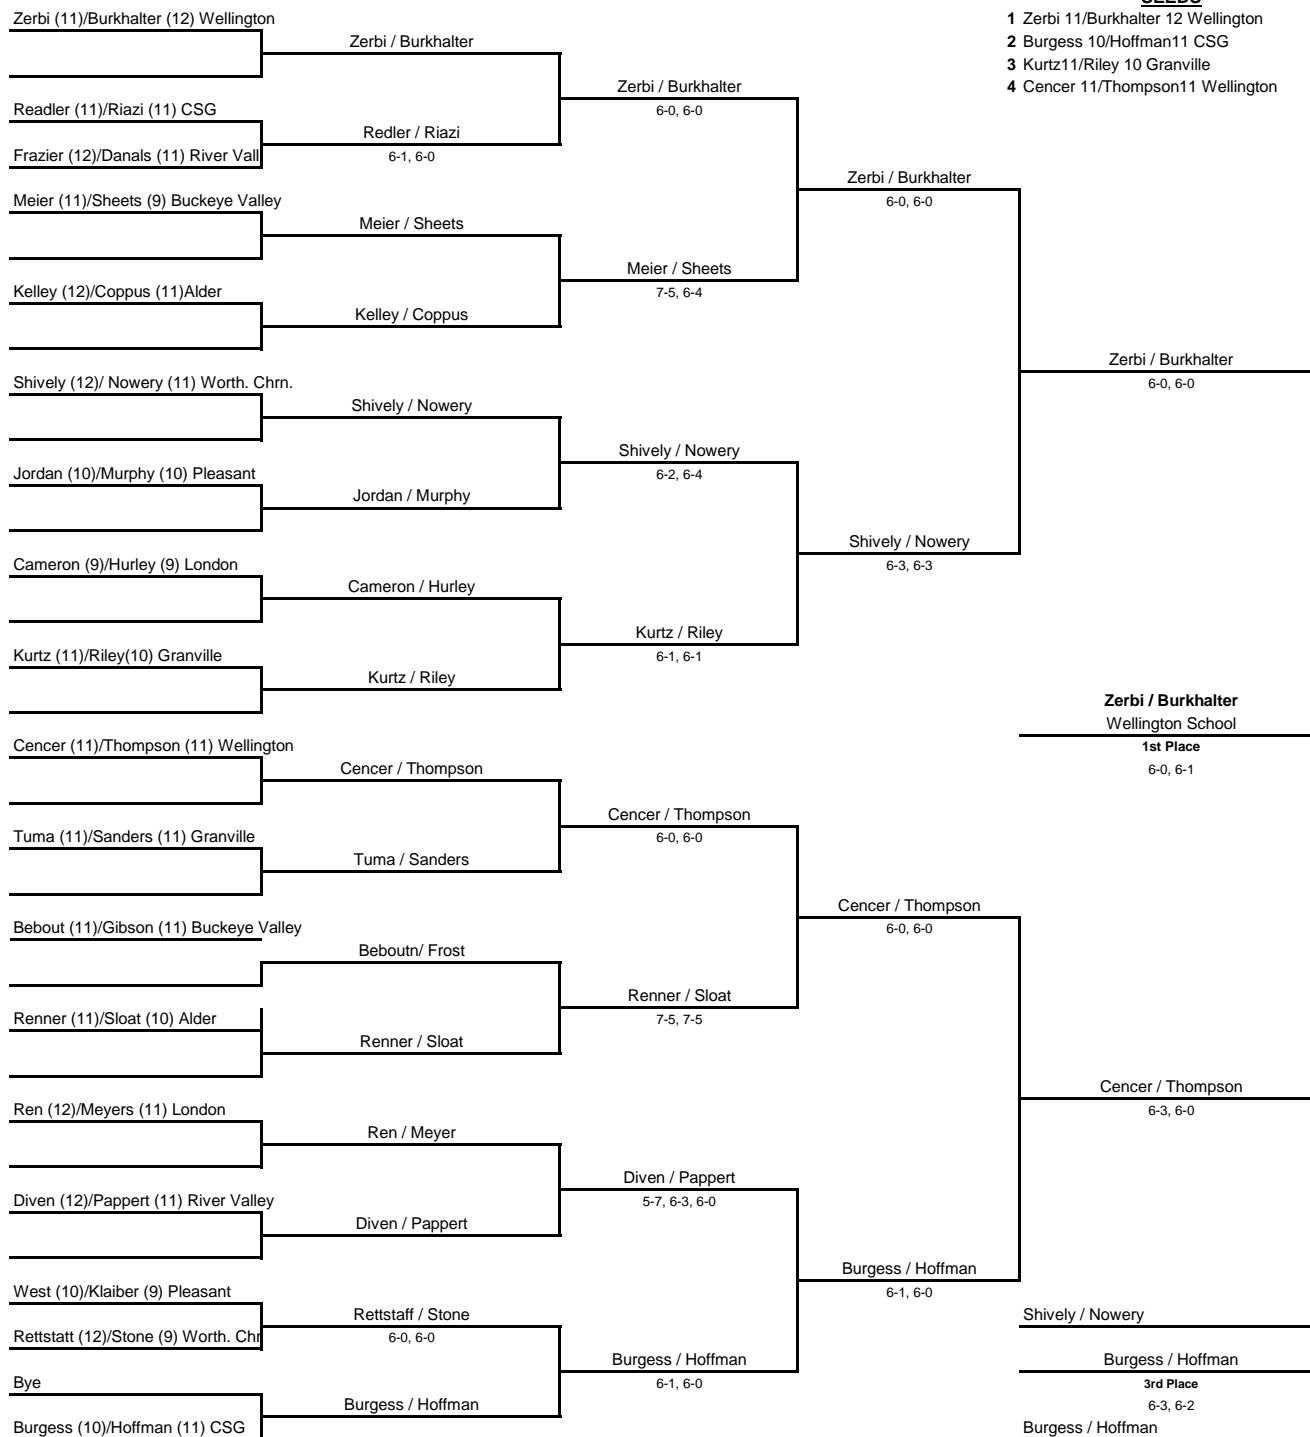 SEEDS
1 Zerbi 11/Burkhalter 12 Wellington
2 Burgess 10/Hoffman11 CSG
3 Kurtz11/Riley 10 Granville
4 Cencer 11/Thompson11 Wellington
Zerbi (11)/Burkhalter (12) Wellington
Readler (11)/Riazi (11) CSG
Frazier (12)/Danals (11) River Vall
Meier (11)/Sheets (9) Buckeye Valley
Kelley (12)/Coppus (11)Alder
Shively (12)/ Nowery (11) Worth. Chrn.
Jordan (10)/Murphy (10) Pleasant
Cameron (9)/Hurley (9) London
Kurtz (11)/Riley(10) Granville
Cencer (11)/Thompson (11) Wellington
Tuma (11)/Sanders (11) Granville
Bebout (11)/Gibson (11) Buckeye Valley
Renner (11)/Sloat (10) Alder
Ren (12)/Meyers (11) London
Diven (12)/Pappert (11) River Valley
West (10)/Klaiber (9) Pleasant
Rettstatt (12)/Stone (9) Worth. Chr
Bye
Burgess (10)/Hoffman (11) CSG
Zerbi / Burkhalter
Redler / Riazi
6-1, 6-0
Meier / Sheets
Kelley / Coppus
Shively / Nowery
Jordan / Murphy
Cameron / Hurley
Kurtz / Riley
Cencer / Thompson
Tuma / Sanders
Beboutn/ Frost
Renner / Sloat
Ren / Meyer
Diven / Pappert
Rettstaff / Stone
6-0, 6-0
Burgess / Hoffman
Zerbi / Burkhalter
6-0, 6-0
Meier / Sheets
7-5, 6-4
Shively / Nowery
6-2, 6-4
Kurtz / Riley
6-1, 6-1
Cencer / Thompson
6-0, 6-0
Renner / Sloat
7-5, 7-5
Diven / Pappert
5-7, 6-3, 6-0
Burgess / Hoffman
6-1, 6-0
Zerbi / Burkhalter
6-0, 6-0
Shively / Nowery
6-3, 6-3
Cencer / Thompson
6-0, 6-0
Burgess / Hoffman
6-1, 6-0
Zerbi / Burkhalter
6-0, 6-0
Zerbi / Burkhalter
Wellington School
1st Place
6-0, 6-1
Cencer / Thompson
6-3, 6-0
Shively / Nowery
Burgess / Hoffman
3rd Place
6-3, 6-2
Burgess / Hoffman